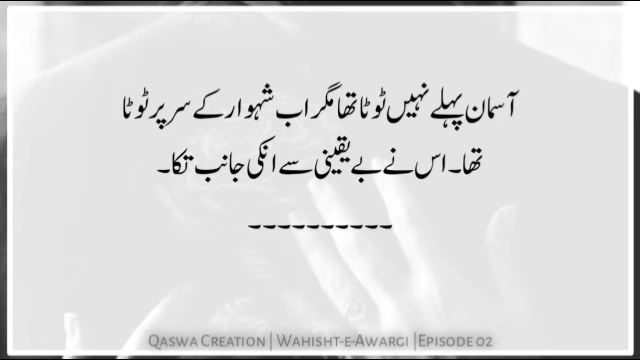 آسمان پہلے نہیں ٹوٹا تھا مگر اب شہوار کے سر پر ٹوٹا
تھا۔ اس نے بے یقینی سے انکی جانب تکا۔
۔۔۔۔۔۔۔۔۔۔
Qaswa Creation | Wahisht-e-Awargi |Episode 02